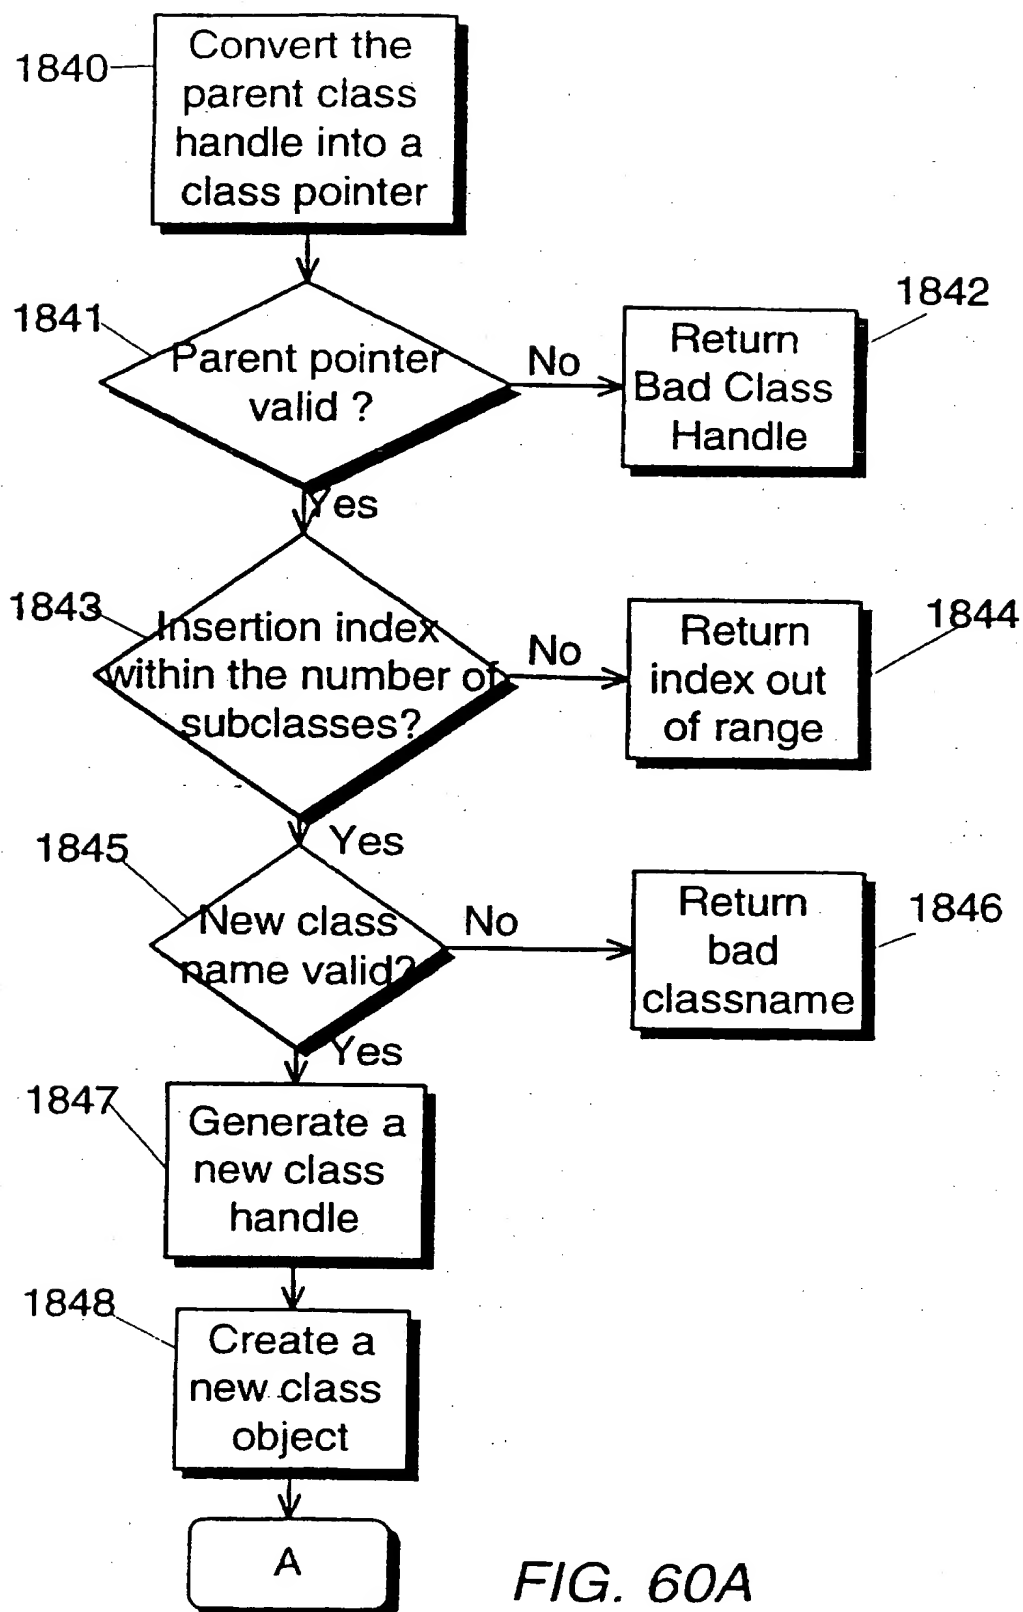 1840
Convert the
parent class
handle into a
class pointer
1841
Parent pointer
valid ?
No
1842
Return
Bad Class
Handle
Yes
1843
Insertion index
within the number of
subclasses?
No
1844
Return
index out
of range
Yes
1845
New class
name valid?
No
1846
Return
bad
classname
Yes
1847
Generate a
new class
handle
1848
Create a
new class
object
A
FIG. 60A